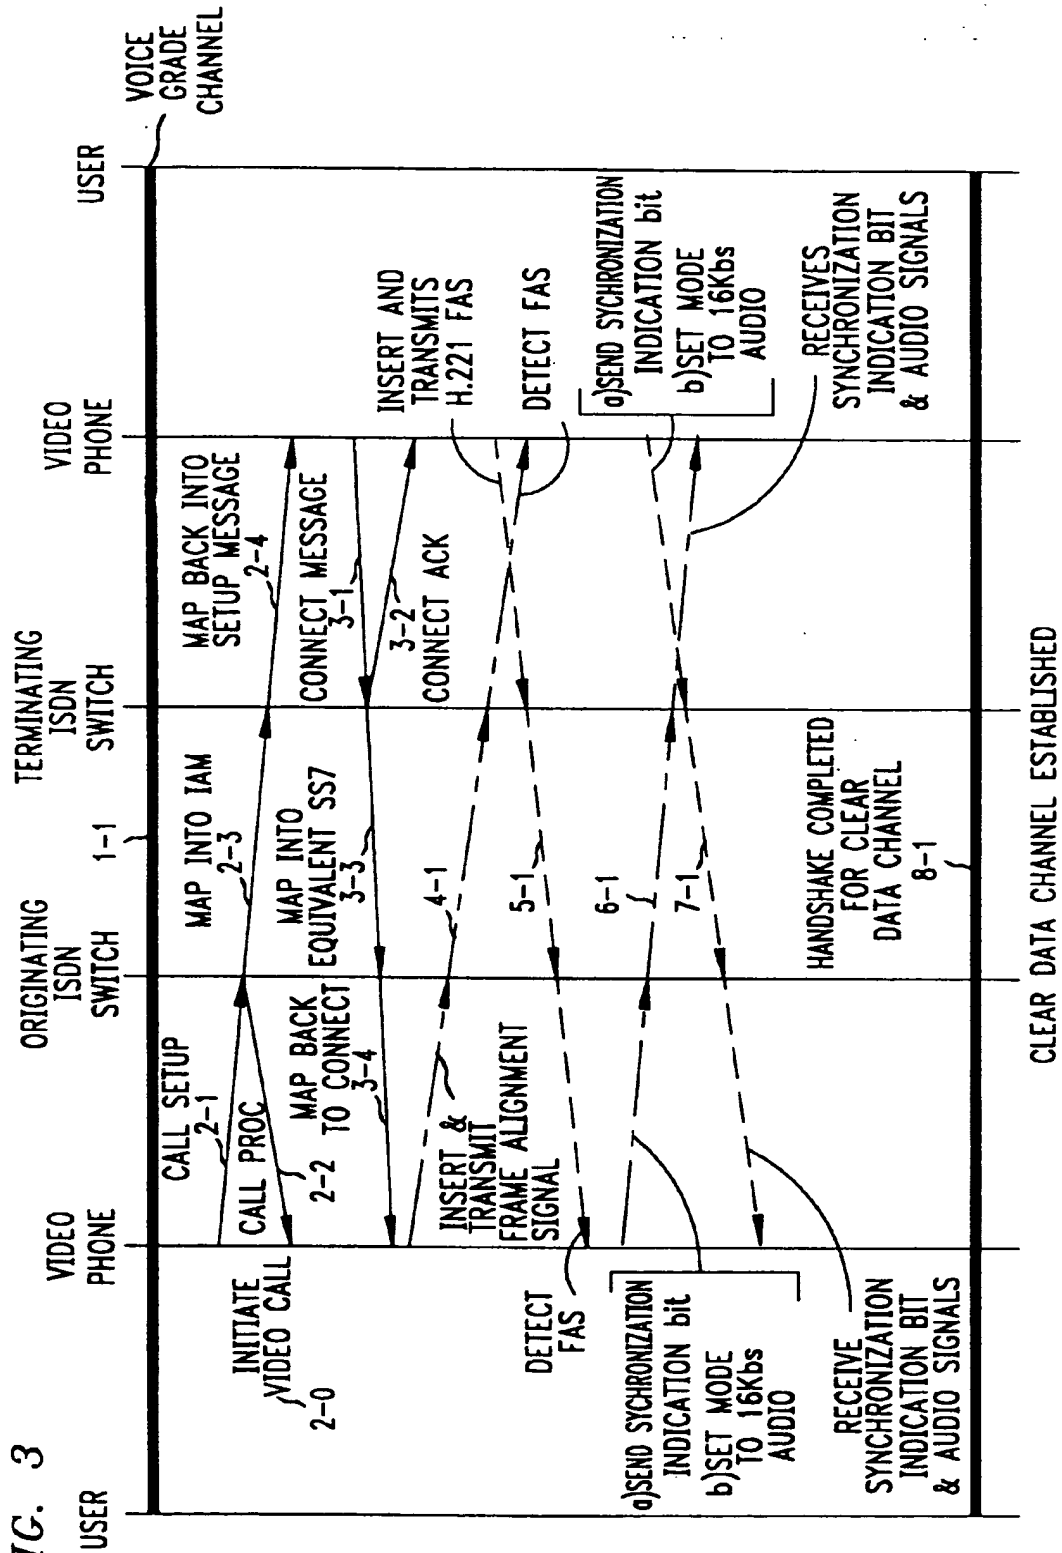 IG. 3
USER
VIDEO
PHONE
ORIGINATING
ISDN
SWITCH
TERMINATING
ISDN
SWITCH
VIDEO
PHONE
USER
1-1
VOICE
GRADE
CHANNEL
CALL SETUP
2-1
MAP INTO IAM
2-3
MAP BACK INTO
SETUP MESSAGE
2-4
CALL PROC
2-2
INITIATE
VIDEO CALL
2-0
MAP BACK
TO CONNECT
3-4
MAP INTO
EQUIVALENT SS7
3-3
CONNECT MESSAGE
3-1
3-2
CONNECT ACK
INSERT AND
TRANSMITS
H.221 FAS
DETECT FAS
INSERT &
TRANSMIT
FRAME ALIGNMENT
SIGNAL
4-1
5-1
DETECT
FAS
6-1
7-1
a)SEND SYCHRONIZATION
INDICATION bit
b)SET MODE
TO 16Kbs
AUDIO
a)SEND SYCHRONIZATION
INDICATION bit
b)SET MODE
TO 16Kbs
AUDIO
RECEIVES
SYNCHRONIZATION
INDICATION BIT
& AUDIO SIGNALS
RECEIVE
SYNCHRONIZATION
INDICATION BIT
& AUDIO SIGNALS
HANDSHAKE COMPLETED
FOR CLEAR
DATA CHANNEL
8-1
CLEAR DATA CHANNEL ESTABLISHED